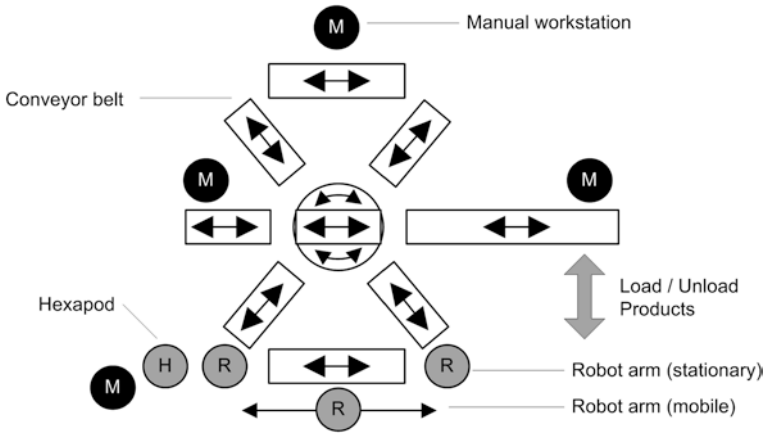 M
Manual workstation
Conveyor belt
M
M
Load / Unload
Products
Hexapod
H
R
R
M
Robot arm (stationary)
R
Robot arm (mobile)